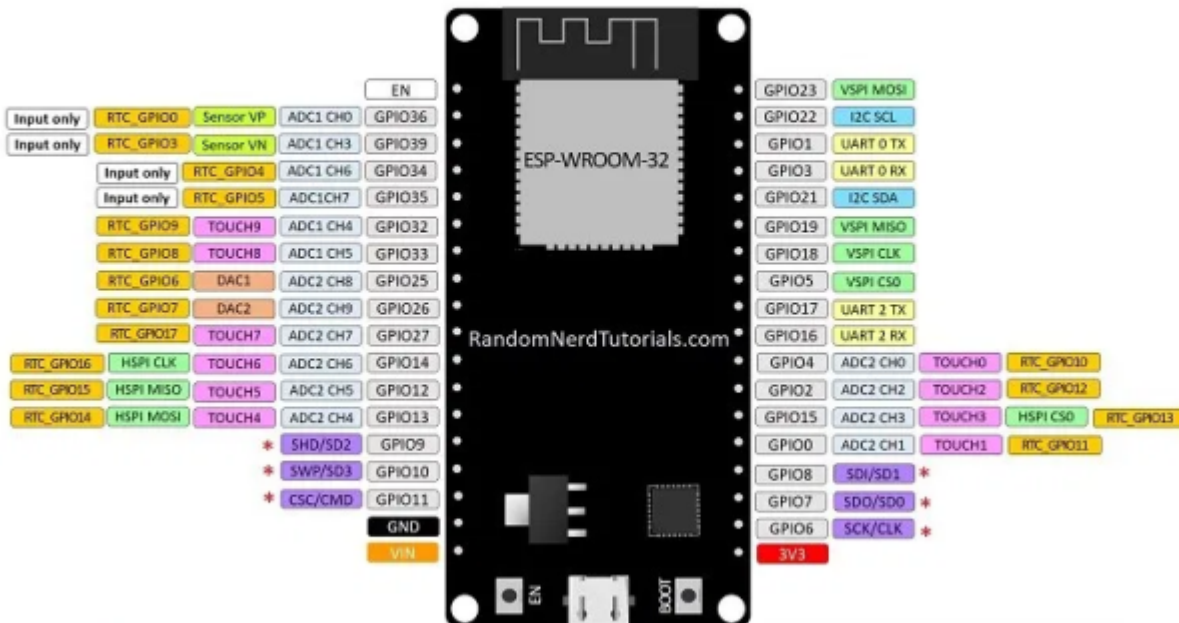 EN GPIO23 VSPI MOSI
Input only RTC_GPIO0 Sensor VP ADC1 CH0 GPIO36 GPIO22 I2C SCL
Input only RTC_GPIO3 Sensor VN ADC1 CH3 GPIO39 GPIO1 UART 0 TX
ESP-WROOM-32
Input only RTC_GPIO4 ADC1 CH6 GPIO34 GPIO3 UART 0 RX
Input only RTC_GPIO5 ADC1CH7 GPIO35 GPIO21 I2C SDA
RTC_GPIO9 TOUCH9 ADC1 CH4 GPIO32 GPIO19 VSPI MISO
RTC_GPIO8 TOUCH8 ADC1 CH5 GPIO33 GPIO18 VSPI CLK
RTC_GPIO6 DAC1 ADC2 CH8 GPIO25 GPIO5 VSPI CS0
RTC_GPIO7 DAC2 ADC2 CH9 GPIO26 GPIO17 UART 2 TX
RTC_GPIO17 TOUCH7 ADC2 CH7 GPIO27 GPIO16 UART 2 RX
RandomNerdTutorials.com
RTC_GPIO16 HSPI CLK TOUCH6 ADC2 CH6 GPIO14 GPIO4 ADC2 CH0 TOUCH0 RTC_GPIO10
RTC_GPIO15 HSPI MISO TOUCH5 ADC2 CH5 GPIO12 GPIO2 ADC2 CH2 TOUCH2 RTC_GPIO12
RTC_GPIO14 HSPI MOSI TOUCH4 ADC2 CH4 GPIO13 GPIO15 ADC2 CH3 TOUCH3 HSPI CS0 RTC_GPIO13
* SHD/SD2 GPIO9 GPIO0 ADC2 CH1 TOUCH1 RTC_GPIO11
* SWP/SD3 GPIO10 GPIO8 SDI/SD1 *
* CSC/CMD GPIO11 GPIO7 SDO/SD0 *
GND GPIO6 SCK/CLK *
VIN 3V3
EN BOOT